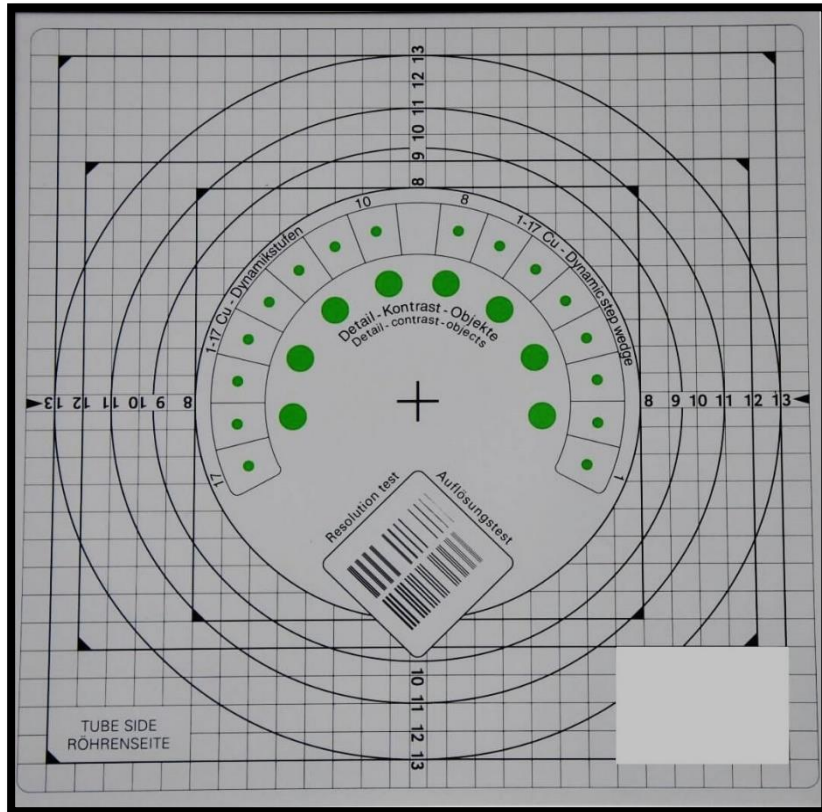 13
12
11
10
9
8
10
8
1-17 Cu - Dynamikstufen
1-17 Cu - Dynamic step wedge
Detail - Kontrast - Objekte
Detail - contrast - objects
13 12 11 10 9 8
8 9 10 11 12 13
17
1
Resolution test
Auflösungstest
10
11
12
13
TUBE SIDE
RÖHRENSEITE